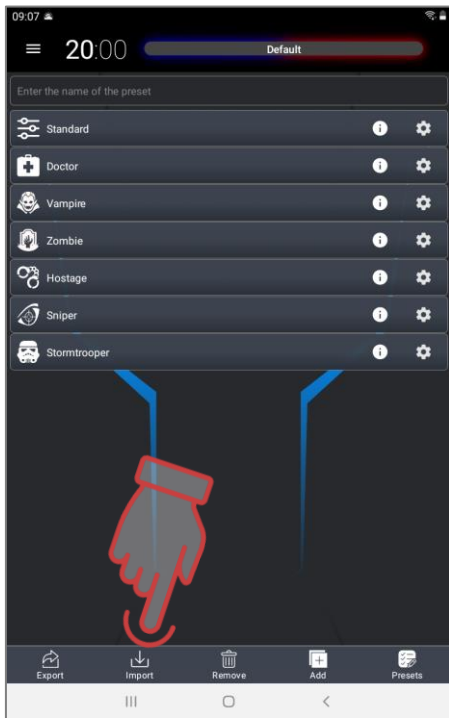 09:07
20:00
Default
Enter the name of the preset
Standard
Doctor
Vampire
Zombie
Hostage
Sniper
Stormtrooper
Export Import Remove Add Presets